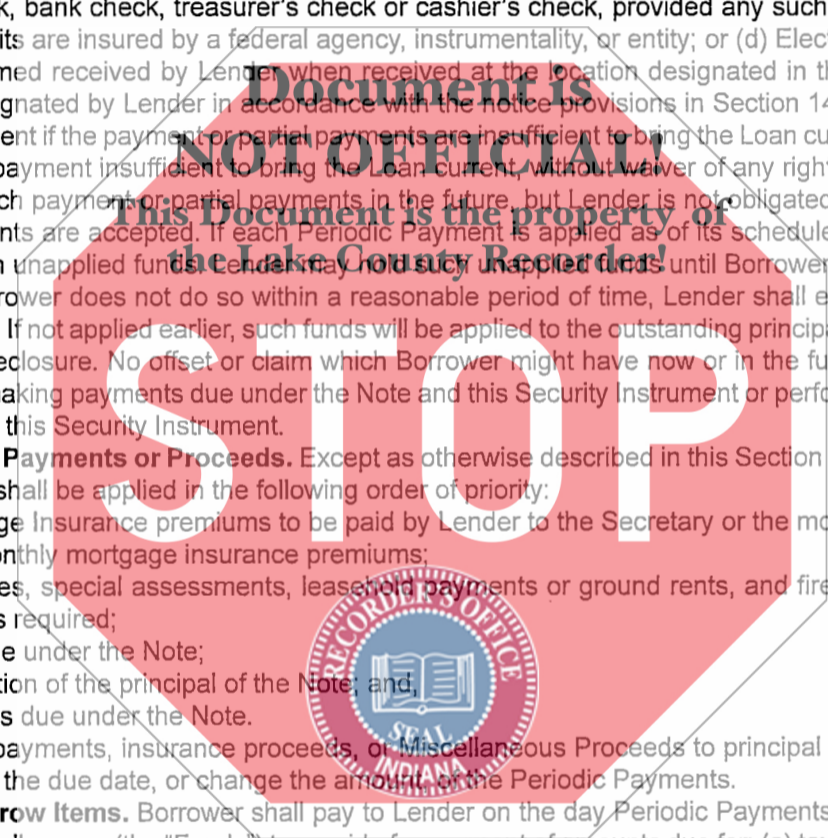 k, bank check, treasurer's check or cashier's check, provided any such
its are insured by a federal agency, instrumentality, or entity; or (d) Elec
med received by Lender when received at the location designated in th
gnated by Lender in accordance with the notice provisions in Section 14
ent if the payment or partial payments are insufficient to bring the Loan cu
payment insufficient to bring the Loan current, without waiver of any right
ch payment or partial payments in the future, but Lender is not obligated
nts are accepted. If each Periodic Payment is applied as of its schedule
n unapplied funds. Lender may hold such unapplied funds until Borrower
rower does not do so within a reasonable period of time, Lender shall e
If not applied earlier, such funds will be applied to the outstanding princip
eclosure. No offset or claim which Borrower might have now or in the fu
aking payments due under the Note and this Security Instrument or perfo
this Security Instrument.
Payments or Proceeds. Except as otherwise described in this Section
shall be applied in the following order of priority:
ge Insurance premiums to be paid by Lender to the Secretary or the mo
onthly mortgage insurance premiums;
es, special assessments, leasehold payments or ground rents, and fire
s required;
e under the Note;
tion of the principal of the Note; and,
s due under the Note.
payments, insurance proceeds, or Miscellaneous Proceeds to principal
the due date, or change the amount, of the Periodic Payments.
row Items. Borrower shall pay to Lender on the day Periodic Payments
Document is
NOT OFFICIAL!
This Document is the property of
the Lake County Recorder!
STOP
RECORDER'S OFFICE
SEAL
INDIANA